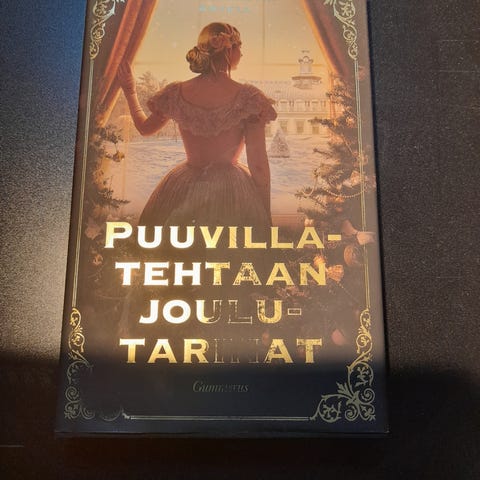 PUUVILLA-
TEHTAAN
JOULU-
TARINAT
Gummerus